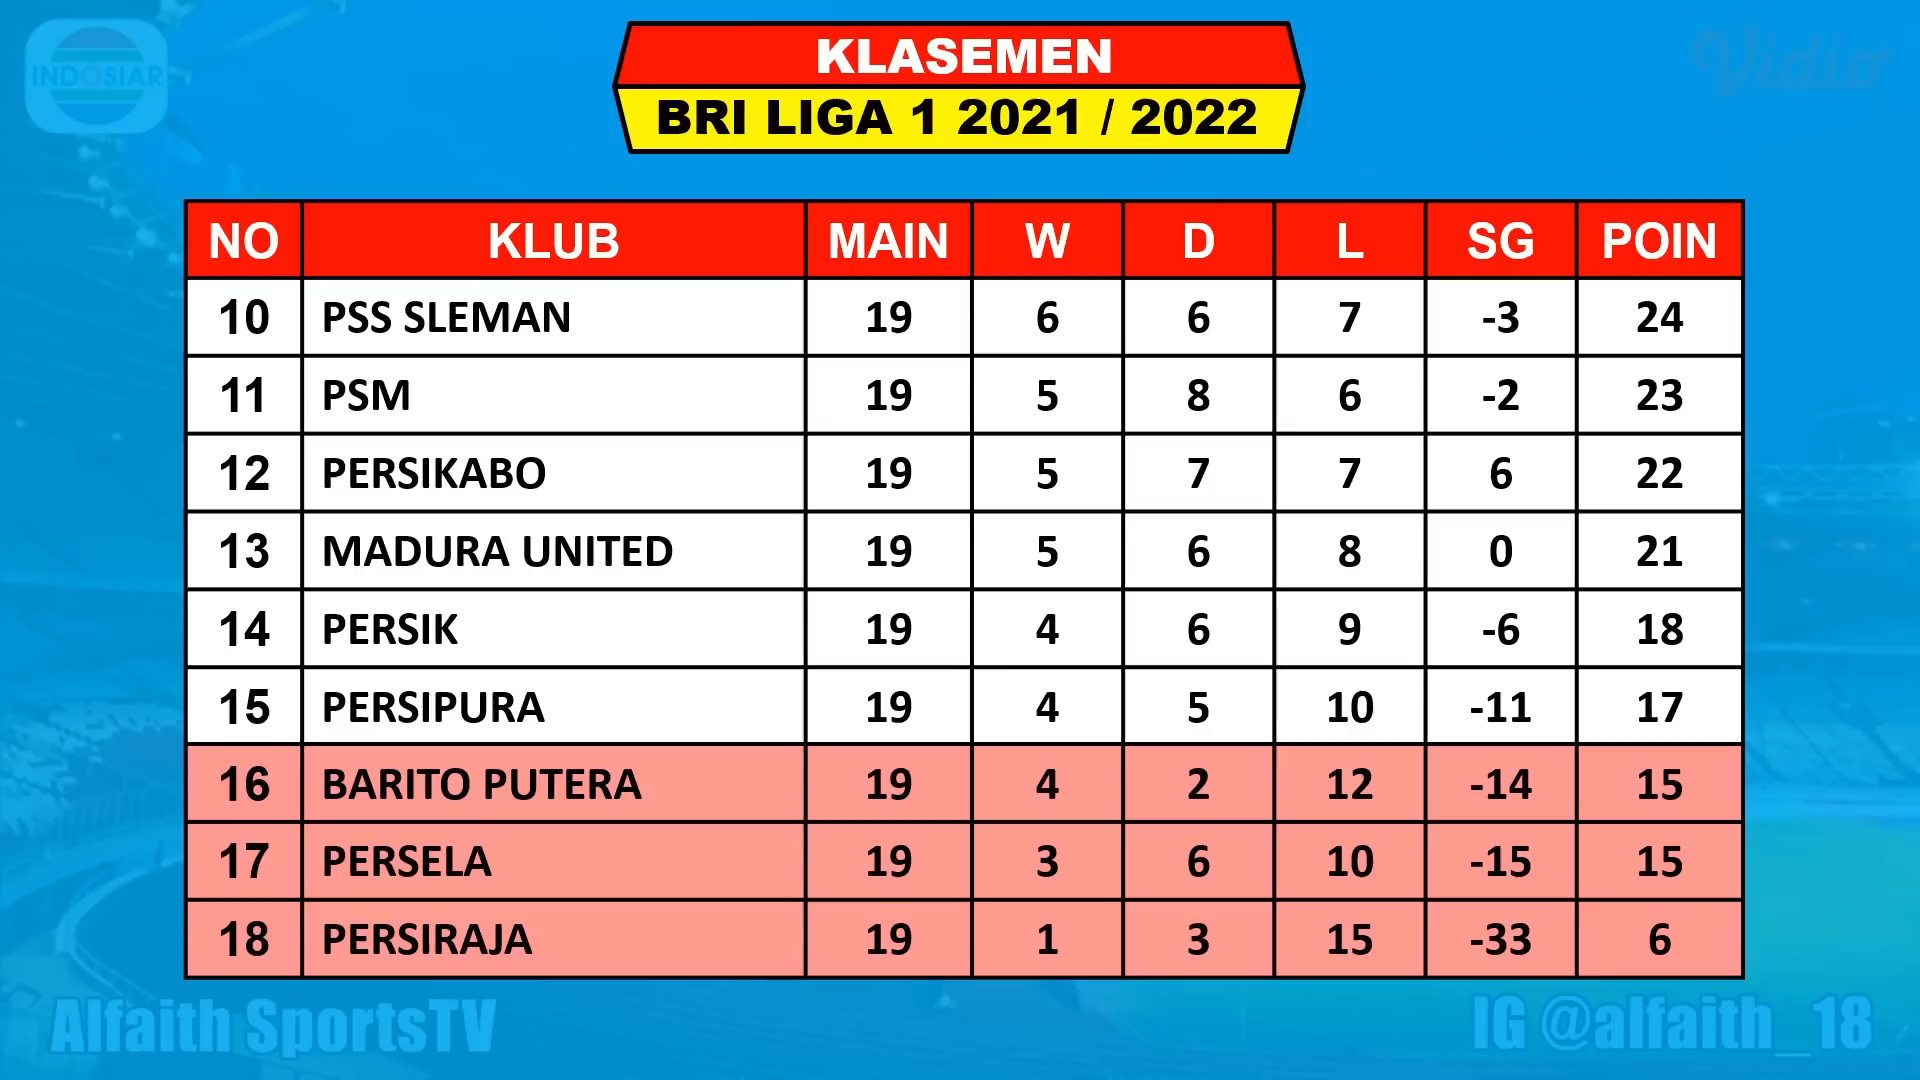 INDOSIAR
Vidio
KLASEMEN
BRI LIGA 1 2021 / 2022
NO KLUB MAIN W D L SG POIN
10 PSS SLEMAN 19 6 6 7 -3 24
11 PSM 19 5 8 6 -2 23
12 PERSIKABO 19 5 7 7 6 22
13 MADURA UNITED 19 5 6 8 0 21
14 PERSIK 19 4 6 9 -6 18
15 PERSIPURA 19 4 5 10 -11 17
16 BARITO PUTERA 19 4 2 12 -14 15
17 PERSELA 19 3 6 10 -15 15
18 PERSIRAJA 19 1 3 15 -33 6
Alfaith SportsTV
IG @alfaith_18